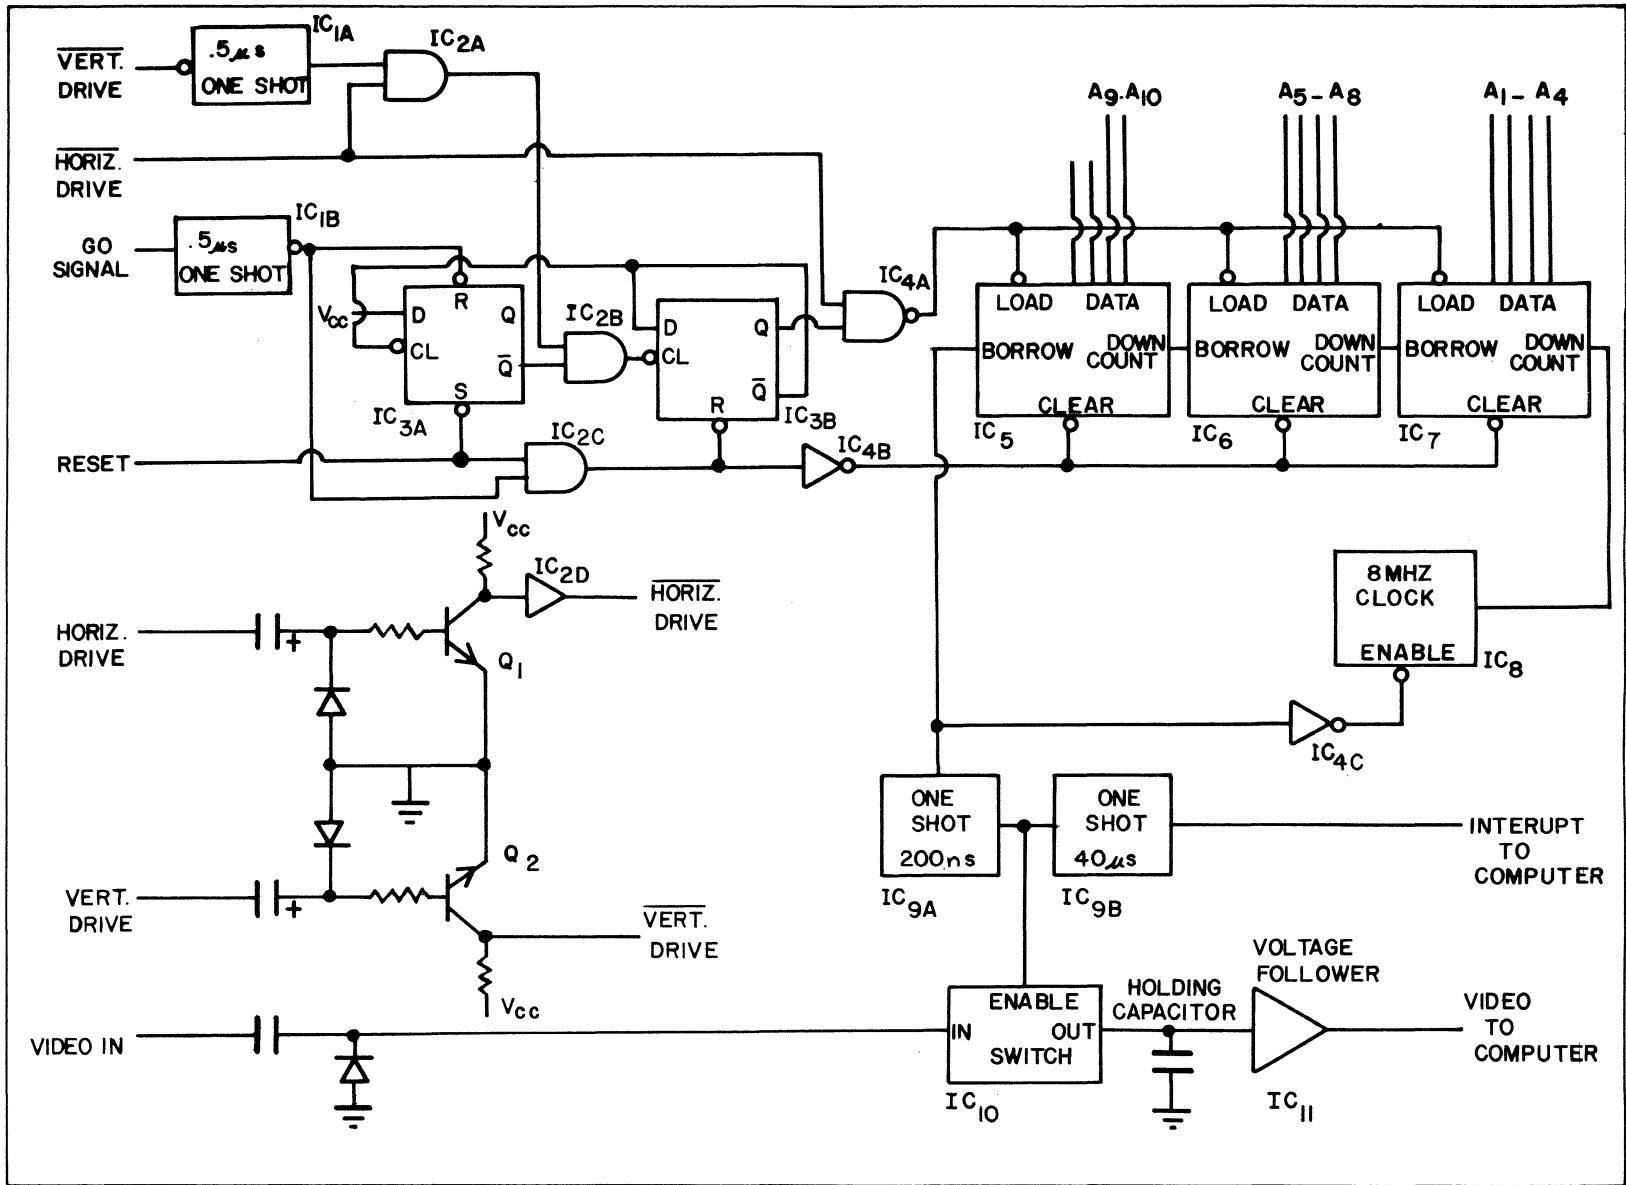 VERT. DRIVE
.5µs ONE SHOT
IC1A
IC2A
HORIZ. DRIVE
GO SIGNAL
.5µs ONE SHOT
IC1B
VCC
D
R
Q
CL
Q̅
S
IC3A
IC2B
D
Q
CL
Q̅
R
IC3B
IC2C
RESET
IC4A
IC4B
A9-A10
A5-A8
A1-A4
LOAD DATA
BORROW
DOWN COUNT
CLEAR
IC5
LOAD DATA
BORROW
DOWN COUNT
CLEAR
IC6
LOAD DATA
BORROW
DOWN COUNT
CLEAR
IC7
VCC
IC2D
HORIZ. DRIVE
HORIZ. DRIVE
+
Q1
8MHZ
CLOCK
ENABLE
IC8
IC4C
Q2
VERT. DRIVE
+
VERT. DRIVE
VCC
ONE SHOT
200ns
IC9A
ONE SHOT
40µs
IC9B
INTERUPT TO COMPUTER
VIDEO IN
ENABLE
IN
OUT
SWITCH
IC10
HOLDING CAPACITOR
VOLTAGE FOLLOWER
IC11
VIDEO TO COMPUTER